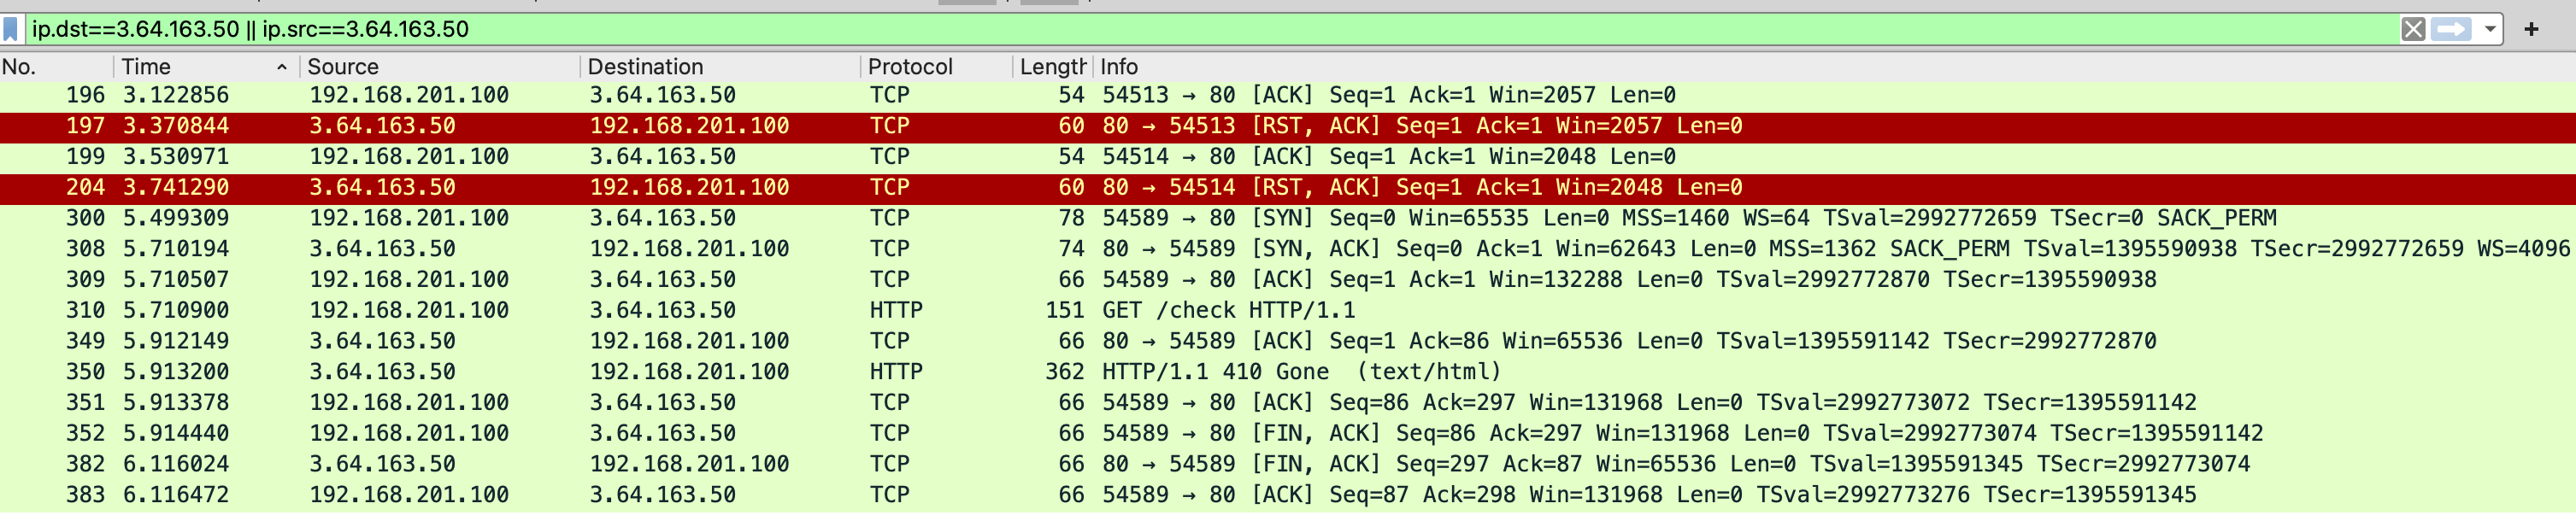 ip.dst==3.64.163.50 || ip.src==3.64.163.50
No. Time Source Destination Protocol Length Info
196 3.122856 192.168.201.100 3.64.163.50 TCP 54 54513 → 80 [ACK] Seq=1 Ack=1 Win=2057 Len=0
197 3.370844 3.64.163.50 192.168.201.100 TCP 60 80 → 54513 [RST, ACK] Seq=1 Ack=1 Win=2057 Len=0
199 3.530971 192.168.201.100 3.64.163.50 TCP 54 54514 → 80 [ACK] Seq=1 Ack=1 Win=2048 Len=0
204 3.741290 3.64.163.50 192.168.201.100 TCP 60 80 → 54514 [RST, ACK] Seq=1 Ack=1 Win=2048 Len=0
300 5.499309 192.168.201.100 3.64.163.50 TCP 78 54589 → 80 [SYN] Seq=0 Win=65535 Len=0 MSS=1460 WS=64 TSval=2992772659 TSecr=0 SACK_PERM
308 5.710194 3.64.163.50 192.168.201.100 TCP 74 80 → 54589 [SYN, ACK] Seq=0 Ack=1 Win=62643 Len=0 MSS=1362 SACK_PERM TSval=1395590938 TSecr=2992772659 WS=4096
309 5.710507 192.168.201.100 3.64.163.50 TCP 66 54589 → 80 [ACK] Seq=1 Ack=1 Win=132288 Len=0 TSval=2992772870 TSecr=1395590938
310 5.710900 192.168.201.100 3.64.163.50 HTTP 151 GET /check HTTP/1.1
349 5.912149 3.64.163.50 192.168.201.100 TCP 66 80 → 54589 [ACK] Seq=1 Ack=86 Win=65536 Len=0 TSval=1395591142 TSecr=2992772870
350 5.913200 3.64.163.50 192.168.201.100 HTTP 362 HTTP/1.1 410 Gone (text/html)
351 5.913378 192.168.201.100 3.64.163.50 TCP 66 54589 → 80 [ACK] Seq=86 Ack=297 Win=131968 Len=0 TSval=2992773072 TSecr=1395591142
352 5.914440 192.168.201.100 3.64.163.50 TCP 66 54589 → 80 [FIN, ACK] Seq=86 Ack=297 Win=131968 Len=0 TSval=2992773074 TSecr=1395591142
382 6.116024 3.64.163.50 192.168.201.100 TCP 66 80 → 54589 [FIN, ACK] Seq=297 Ack=87 Win=65536 Len=0 TSval=1395591345 TSecr=2992773074
383 6.116472 192.168.201.100 3.64.163.50 TCP 66 54589 → 80 [ACK] Seq=87 Ack=298 Win=131968 Len=0 TSval=2992773276 TSecr=1395591345